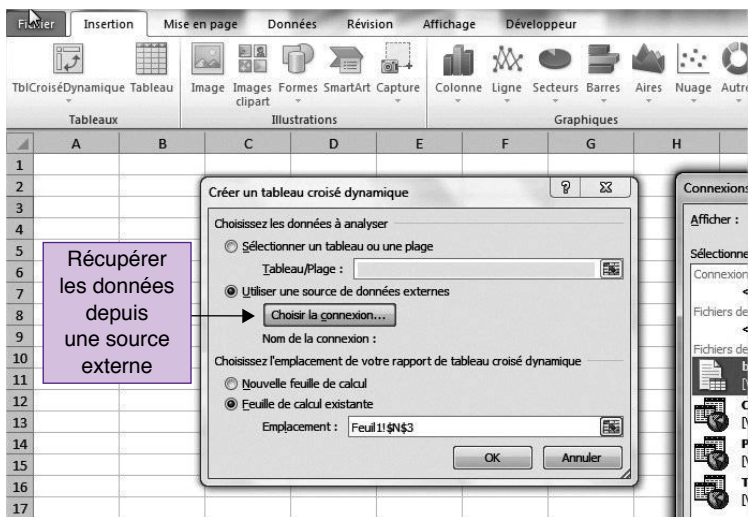 Fichier Insertion Mise en page Données Révision Affichage Développeur
TblCroiséDynamique Tableau Image Images clipart Formes SmartArt Capture Colonne Ligne Secteurs Barres Aires Nuage Autre
Tableaux Illustrations Graphiques
A B C D E F G H
1
2
3
4
5
6
7
8
9
10
11
12
13
14
15
16
17
Récupérer
les données
depuis
une source
externe
Créer un tableau croisé dynamique
Choisissez les données à analyser
Sélectionner un tableau ou une plage
Tableau/Plage :
Utiliser une source de données externes
Choisir la connexion...
Nom de la connexion :
Choisissez l'emplacement de votre rapport de tableau croisé dynamique
Nouvelle feuille de calcul
Feuille de calcul existante
Emplacement : Feuil1!$N$3
OK Annuler
Connexions
Afficher :
Sélectionne
Connexion
<
Fichiers de
<
Fichiers de